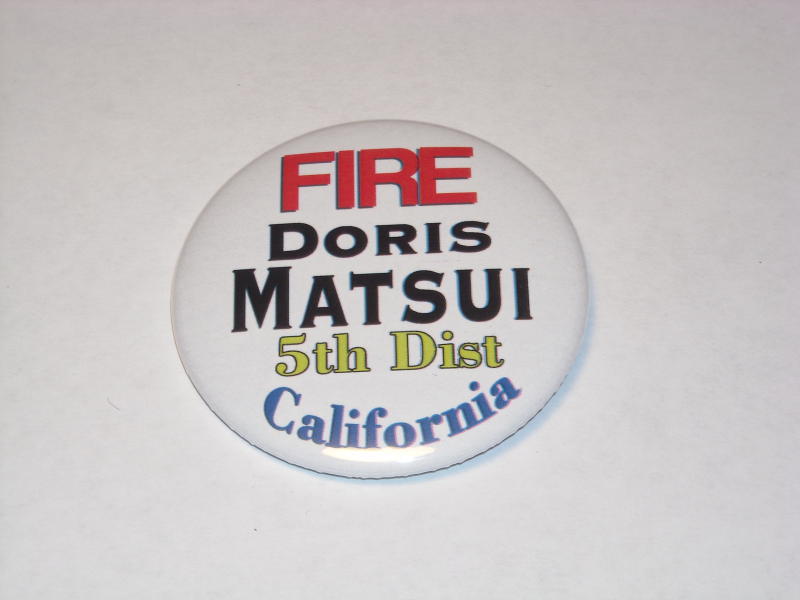 FIRE
DORIS
MATSUI
5th Dist
California